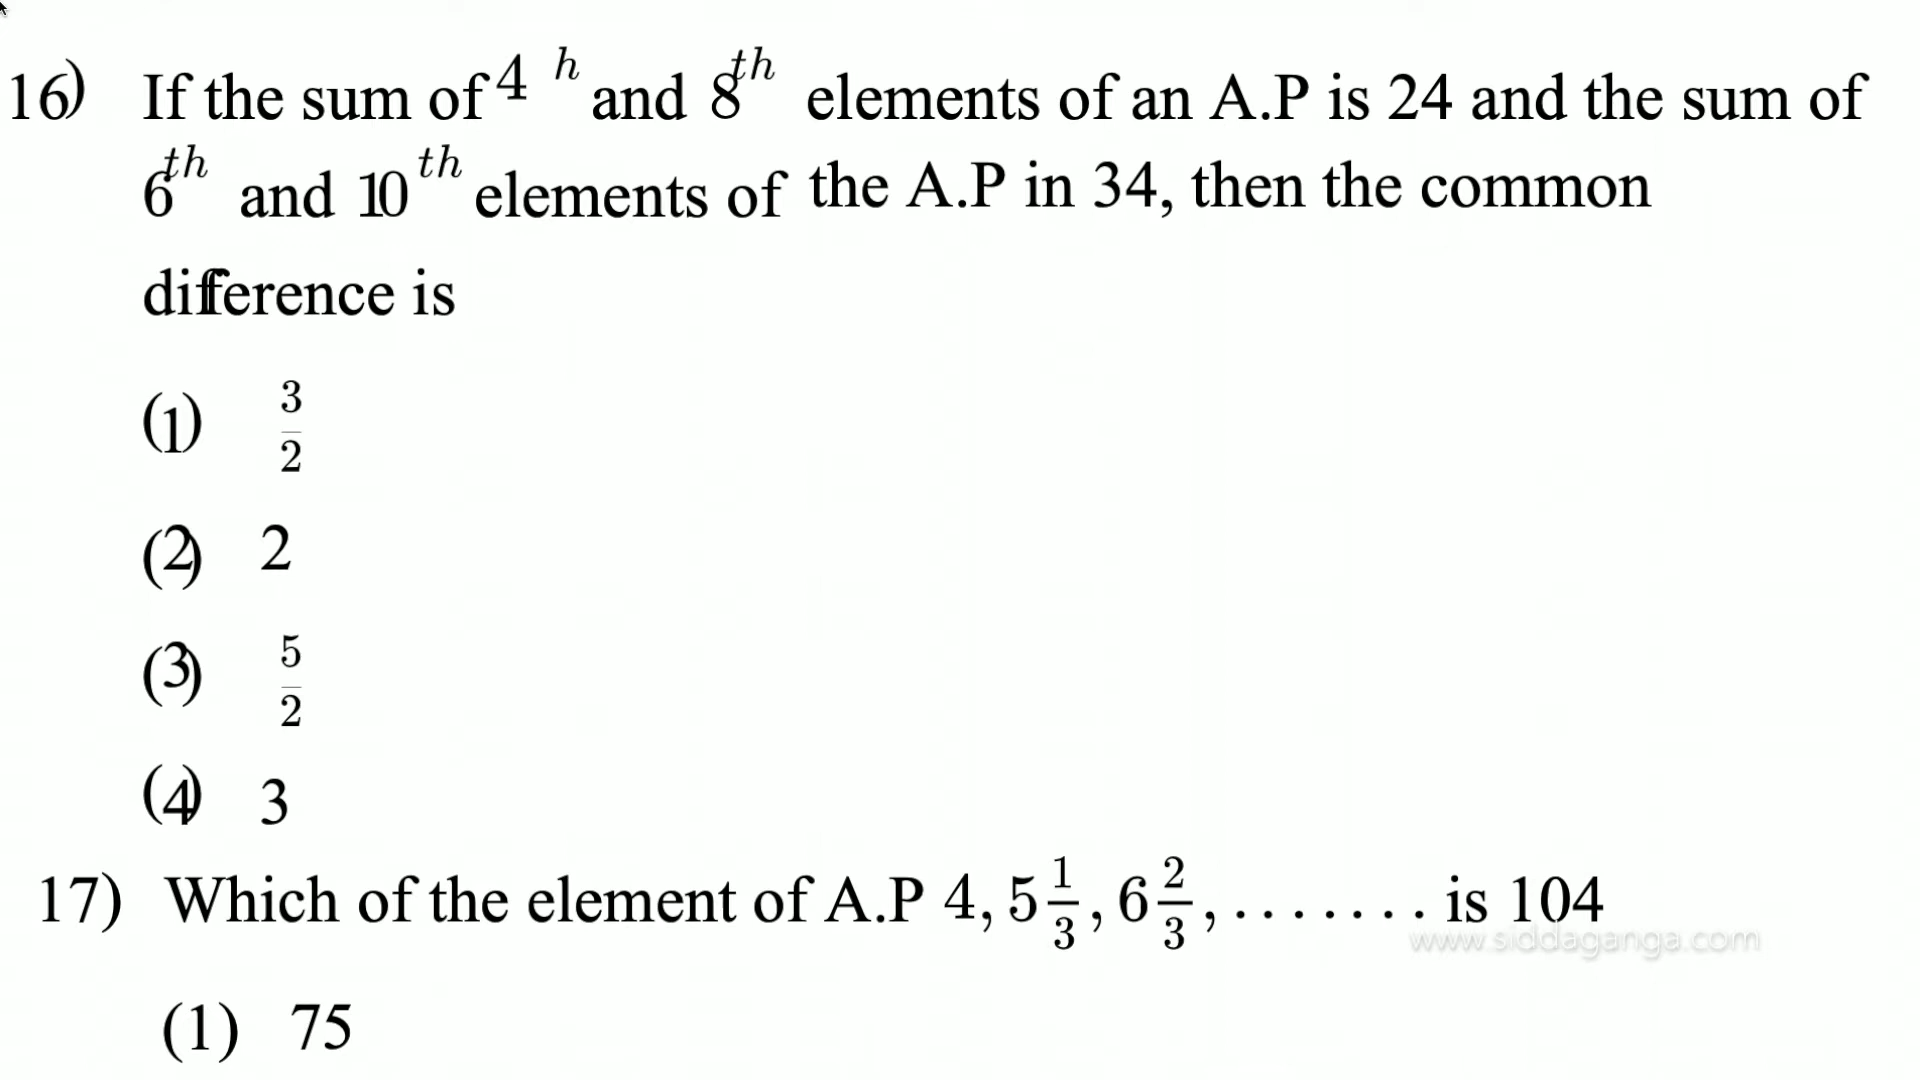 16) If the sum of 4 h and 8th elements of an A.P is 24 and the sum of
6th and 10th elements of the A.P in 34, then the common
difference is
(1) 3/2
(2) 2
(3) 5/2
(4) 3
17) Which of the element of A.P 4, 5 1/3, 6 2/3, ....... is 104
www.siddaganga.com
(1) 75